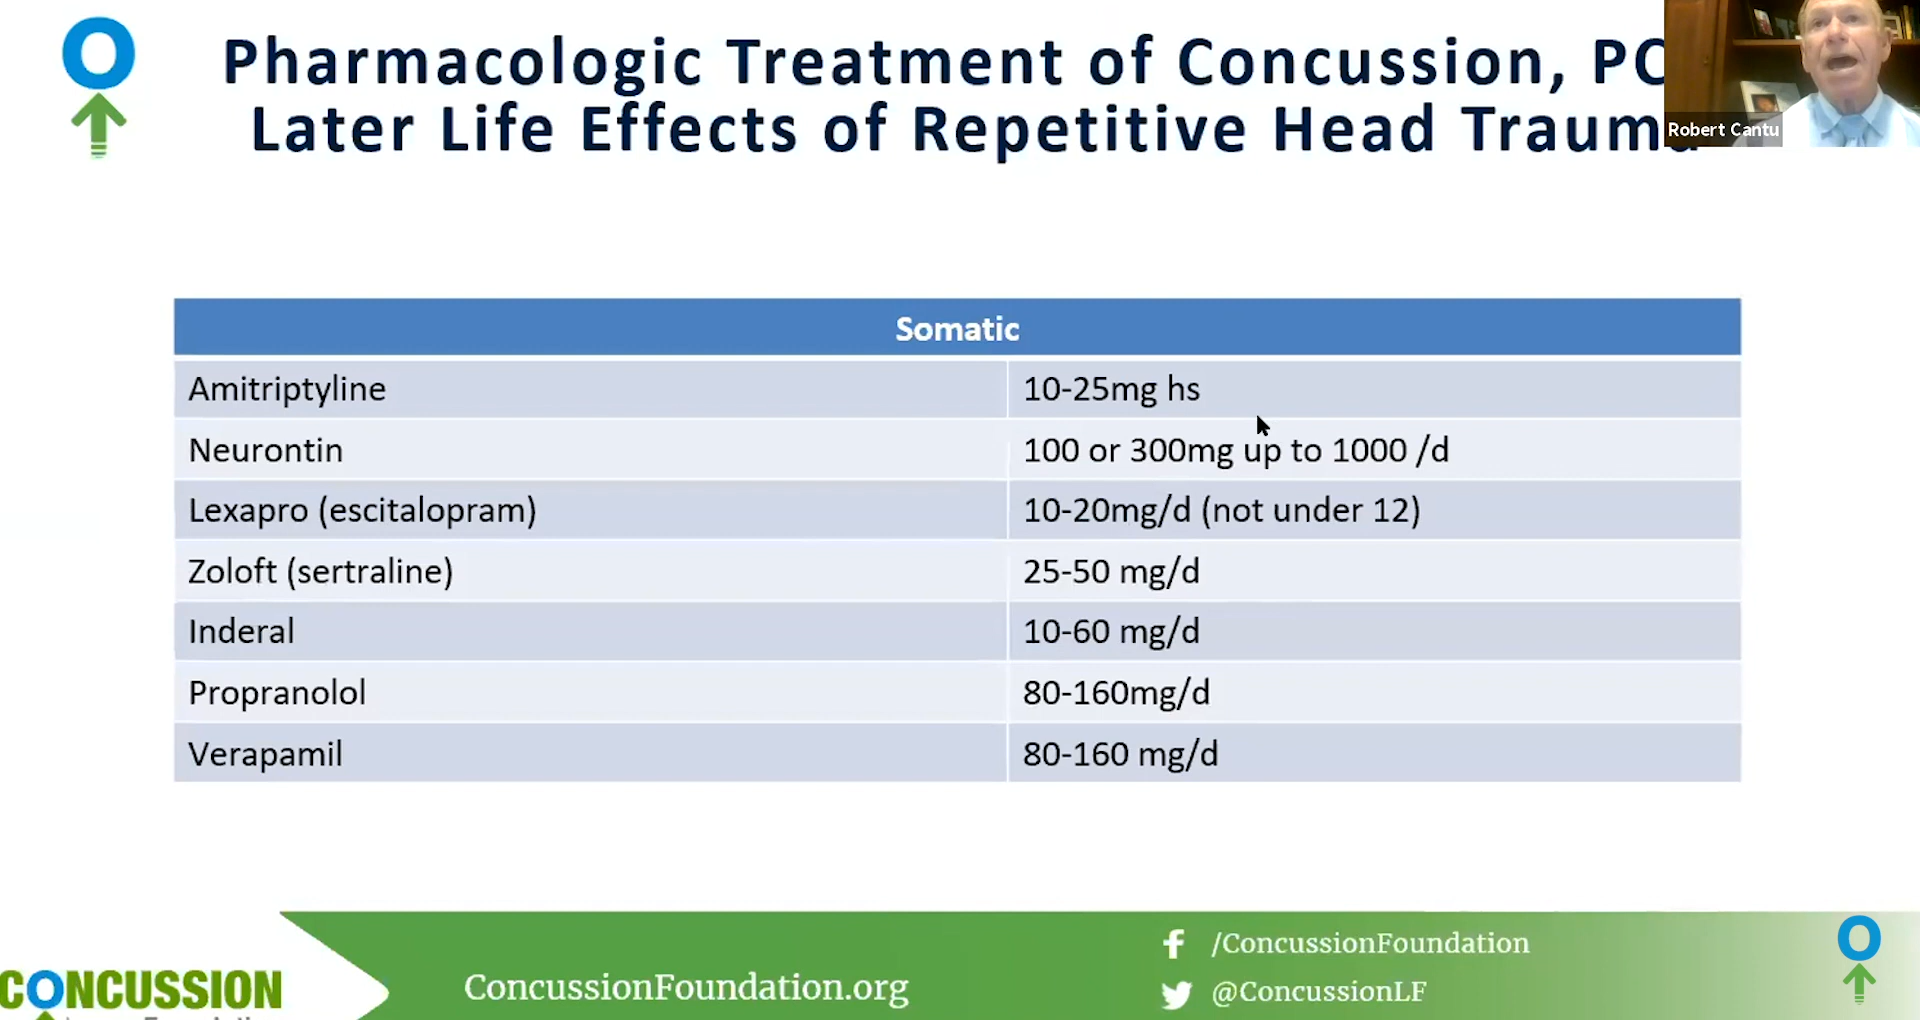 Pharmacologic Treatment of Concussion,
Later Life Effects of Repetitive Head
Robert Cantu
Somatic
Amitriptyline 10-25mg hs
Neurontin 100 or 300mg up to 1000 /d
Lexapro (escitalopram) 10-20mg/d (not under 12)
Zoloft (sertraline) 25-50 mg/d
Inderal 10-60 mg/d
Propranolol 80-160mg/d
Verapamil 80-160 mg/d
CONCUSSION
ConcussionFoundation.org
/ConcussionFoundation
@ConcussionLF